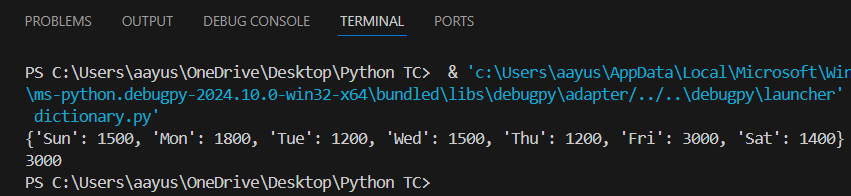 PROBLEMS OUTPUT DEBUG CONSOLE TERMINAL PORTS
PS C:\Users\aayus\OneDrive\Desktop\Python TC>  & 'c:\Users\aayus\AppData\Local\Microsoft\Win
\ms-python.debugpy-2024.10.0-win32-x64\bundled\libs\debugpy\adapter/../..\debugpy\launcher'
 dictionary.py'
{'Sun': 1500, 'Mon': 1800, 'Tue': 1200, 'Wed': 1500, 'Thu': 1200, 'Fri': 3000, 'Sat': 1400}
3000
PS C:\Users\aayus\OneDrive\Desktop\Python TC>